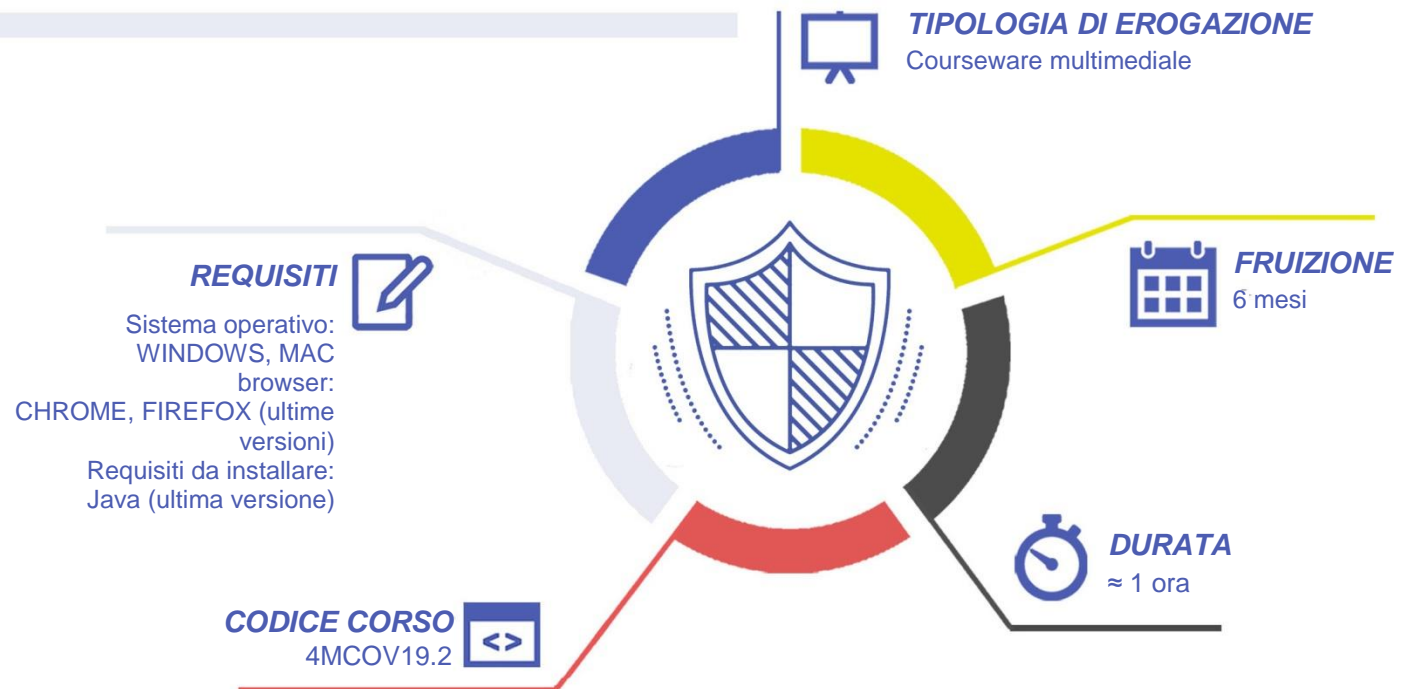 TIPOLOGIA DI EROGAZIONE
Courseware multimediale
REQUISITI
Sistema operativo:
WINDOWS, MAC
browser:
CHROME, FIREFOX (ultime
versioni)
Requisiti da installare:
Java (ultima versione)
FRUIZIONE
6 mesi
DURATA
≈ 1 ora
CODICE CORSO
4MCOV19.2
<>